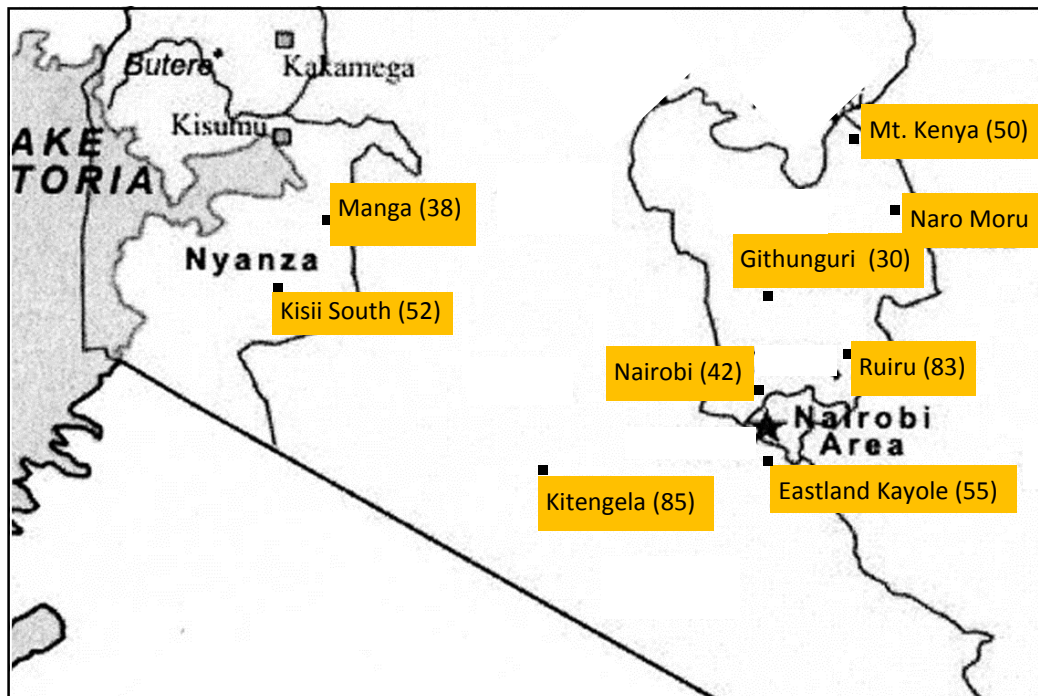 Butere
Kakamega
Kisumu
AKE
TORIA
Mt. Kenya (50)
Manga (38)
Naro Moru
Nyanza
Githunguri (30)
Kisii South (52)
Nairobi (42)
Ruiru (83)
Nairobi
Area
Kitengela (85)
Eastland Kayole (55)